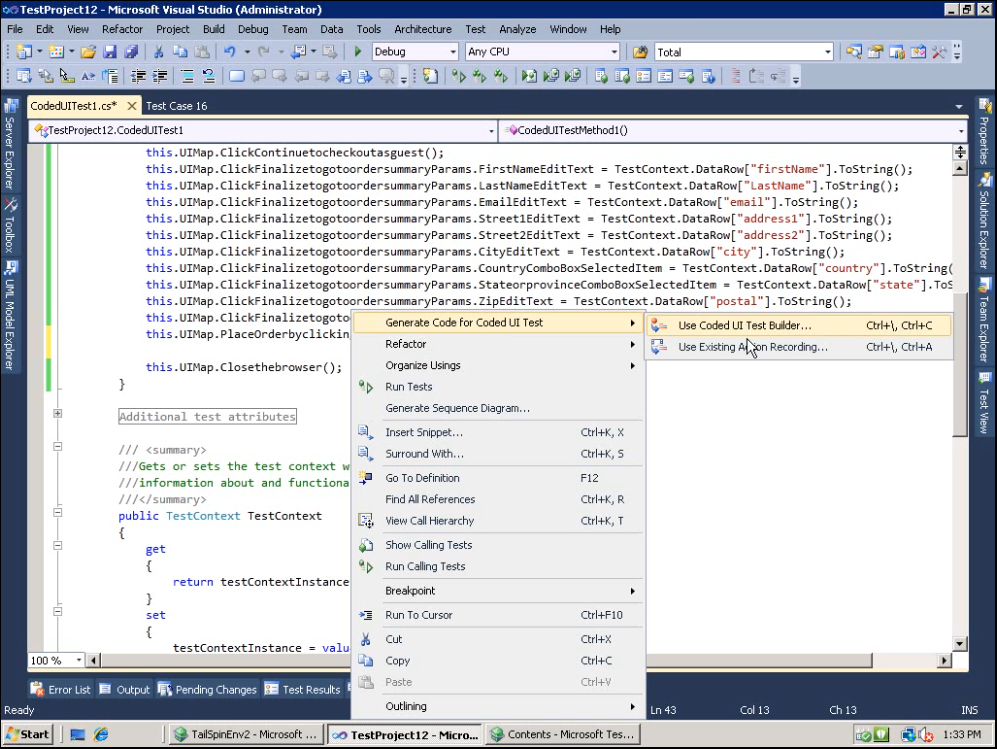 TestProject12 - Microsoft Visual Studio (Administrator)
File Edit View Refactor Project Build Debug Team Data Tools Architecture Test Analyze Window Help
Debug Any CPU Total
CodedUITest1.cs* Test Case 16
TestProject12.CodedUITest1 CodedUITestMethod1()
this.UIMap.ClickContinuetocheckoutasguest();
this.UIMap.ClickFinalizetogotoordersummaryParams.FirstNameEditText = TestContext.DataRow["firstName"].ToString();
this.UIMap.ClickFinalizetogotoordersummaryParams.LastNameEditText = TestContext.DataRow["LastName"].ToString();
this.UIMap.ClickFinalizetogotoordersummaryParams.EmailEditText = TestContext.DataRow["email"].ToString();
this.UIMap.ClickFinalizetogotoordersummaryParams.Street1EditText = TestContext.DataRow["address1"].ToString();
this.UIMap.ClickFinalizetogotoordersummaryParams.Street2EditText = TestContext.DataRow["address2"].ToString();
this.UIMap.ClickFinalizetogotoordersummaryParams.CityEditText = TestContext.DataRow["city"].ToString();
this.UIMap.ClickFinalizetogotoordersummaryParams.CountryComboBoxSelectedItem = TestContext.DataRow["country"].ToString(
this.UIMap.ClickFinalizetogotoordersummaryParams.StateorprovinceComboBoxSelectedItem = TestContext.DataRow["state"].ToS
this.UIMap.ClickFinalizetogotoordersummaryParams.ZipEditText = TestContext.DataRow["postal"].ToString();
this.UIMap.ClickFinalizetogoto
this.UIMap.PlaceOrderbyclickin
this.UIMap.Closethebrowser();
}
Additional test attributes
/// <summary>
///Gets or sets the test context w
///information about and functiona
///</summary>
public TestContext TestContext
{
get
{
return testContextInstance
}
set
{
testContextInstance = valu
Generate Code for Coded UI Test
Refactor
Organize Usings
Run Tests
Generate Sequence Diagram...
Insert Snippet... Ctrl+K, X
Surround With... Ctrl+K, S
Go To Definition F12
Find All References Ctrl+K, R
View Call Hierarchy Ctrl+K, T
Show Calling Tests
Run Calling Tests
Breakpoint
Run To Cursor Ctrl+F10
Cut Ctrl+X
Copy Ctrl+C
Paste Ctrl+V
Outlining
Use Coded UI Test Builder... Ctrl+\, Ctrl+C
Use Existing Action Recording... Ctrl+\, Ctrl+A
Server Explorer
Toolbox
UML Model Explorer
Properties
Solution Explorer
Team Explorer
Test View
100 %
Error List Output Pending Changes Test Results
Ready Ln 43 Col 13 Ch 13 INS
Start TailSpinEnv2 - Microsoft ... TestProject12 - Micro... Contents - Microsoft Tes... 1:33 PM